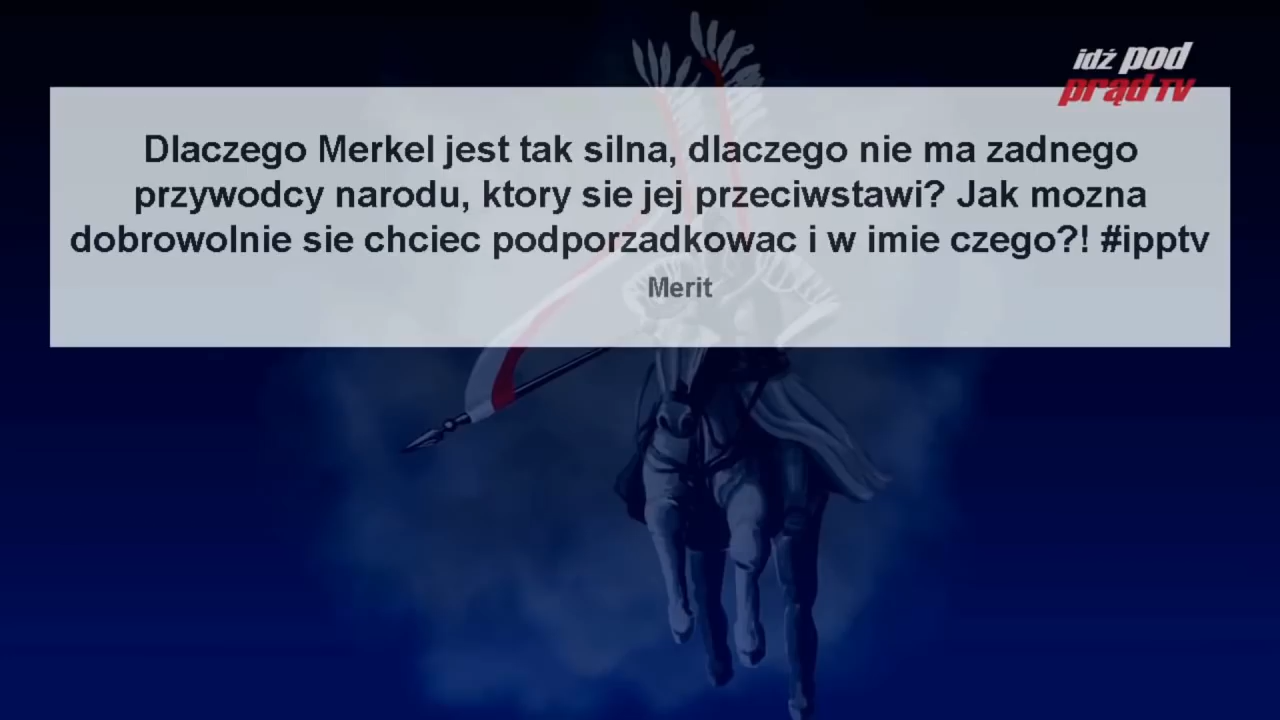 idź pod
prąd TV
Dlaczego Merkel jest tak silna, dlaczego nie ma zadnego
przywodcy narodu, ktory sie jej przeciwstawi? Jak mozna
dobrowolnie sie chciec podporzadkowac i w imie czego?! #ipptv
Merit